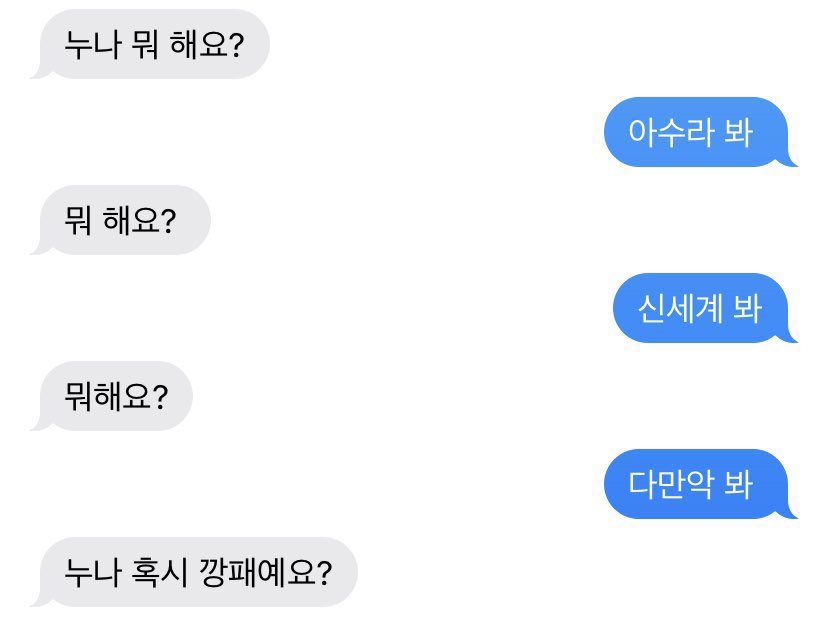 누나 뭐 해요?
아수라 봐
뭐 해요?
신세계 봐
뭐해요?
다만악 봐
누나 혹시 깡패예요?